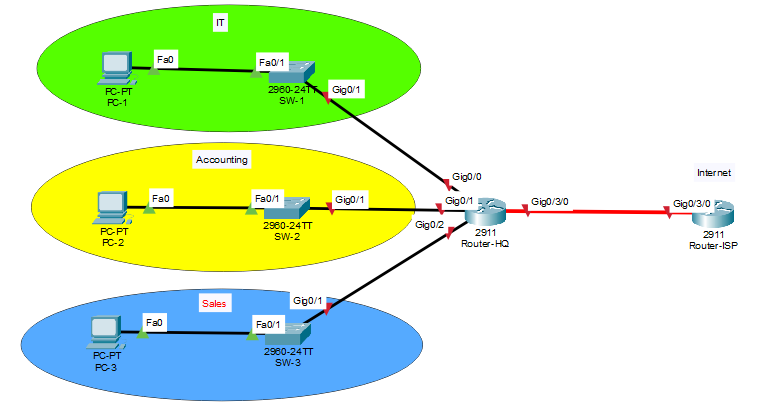 IT
Fa0
Fa0/1
PC-PT
PC-1
2960-24TT
SW-1
Gig0/1
Accounting
Fa0
Fa0/1
Gig0/1
PC-PT
PC-2
2960-24TT
SW-2
Gig0/0
Gig0/1
Gig0/2
2911
Router-HQ
Gig0/3/0
Internet
Gig0/3/0
2911
Router-ISP
Sales
Gig0/1
Fa0
Fa0/1
PC-PT
PC-3
2960-24TT
SW-3